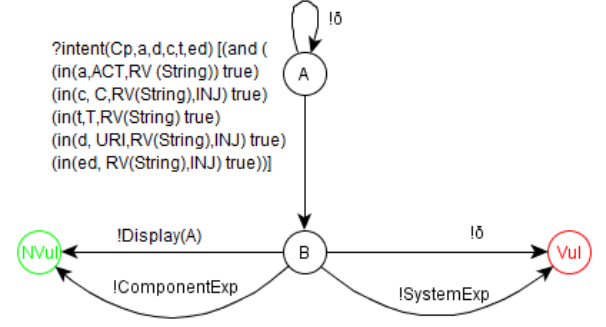 !δ
?intent(Cp,a,d,c,t,ed) [(and (
(in(a,ACT,RV (String)) true)
(in(c, C,RV(String),INJ) true)
(in(t,T,RV(String) true)
(in(d, URI,RV(String),INJ) true)
(in(ed, RV(String),INJ) true))]
A
!Display(A)
!δ
NVul
B
Vul
!ComponentExp
!SystemExp